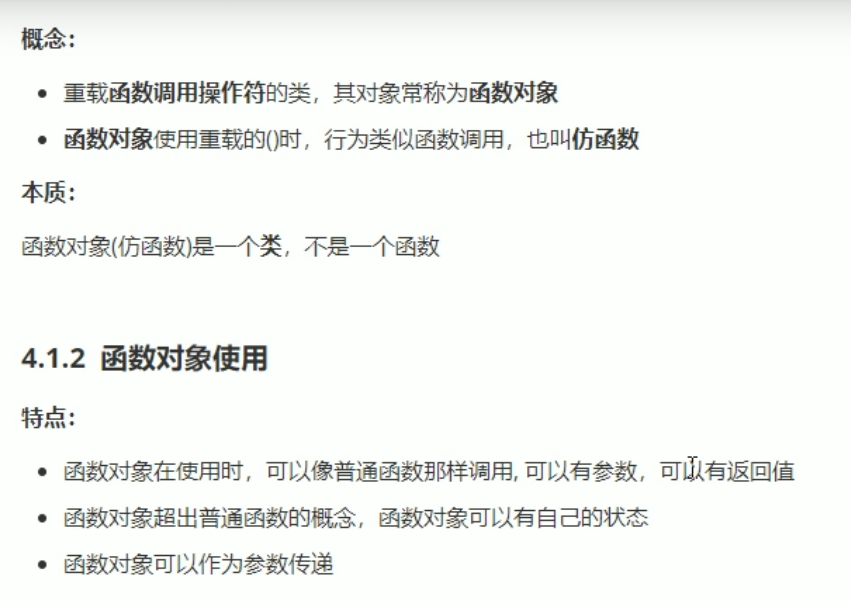 概念：
重载函数调用操作符的类，其对象常称为函数对象
函数对象使用重载的()时，行为类似函数调用，也叫仿函数
本质：
函数对象(仿函数)是一个类，不是一个函数
4.1.2 函数对象使用
特点：
函数对象在使用时，可以像普通函数那样调用, 可以有参数，可以有返回值
函数对象超出普通函数的概念，函数对象可以有自己的状态
函数对象可以作为参数传递